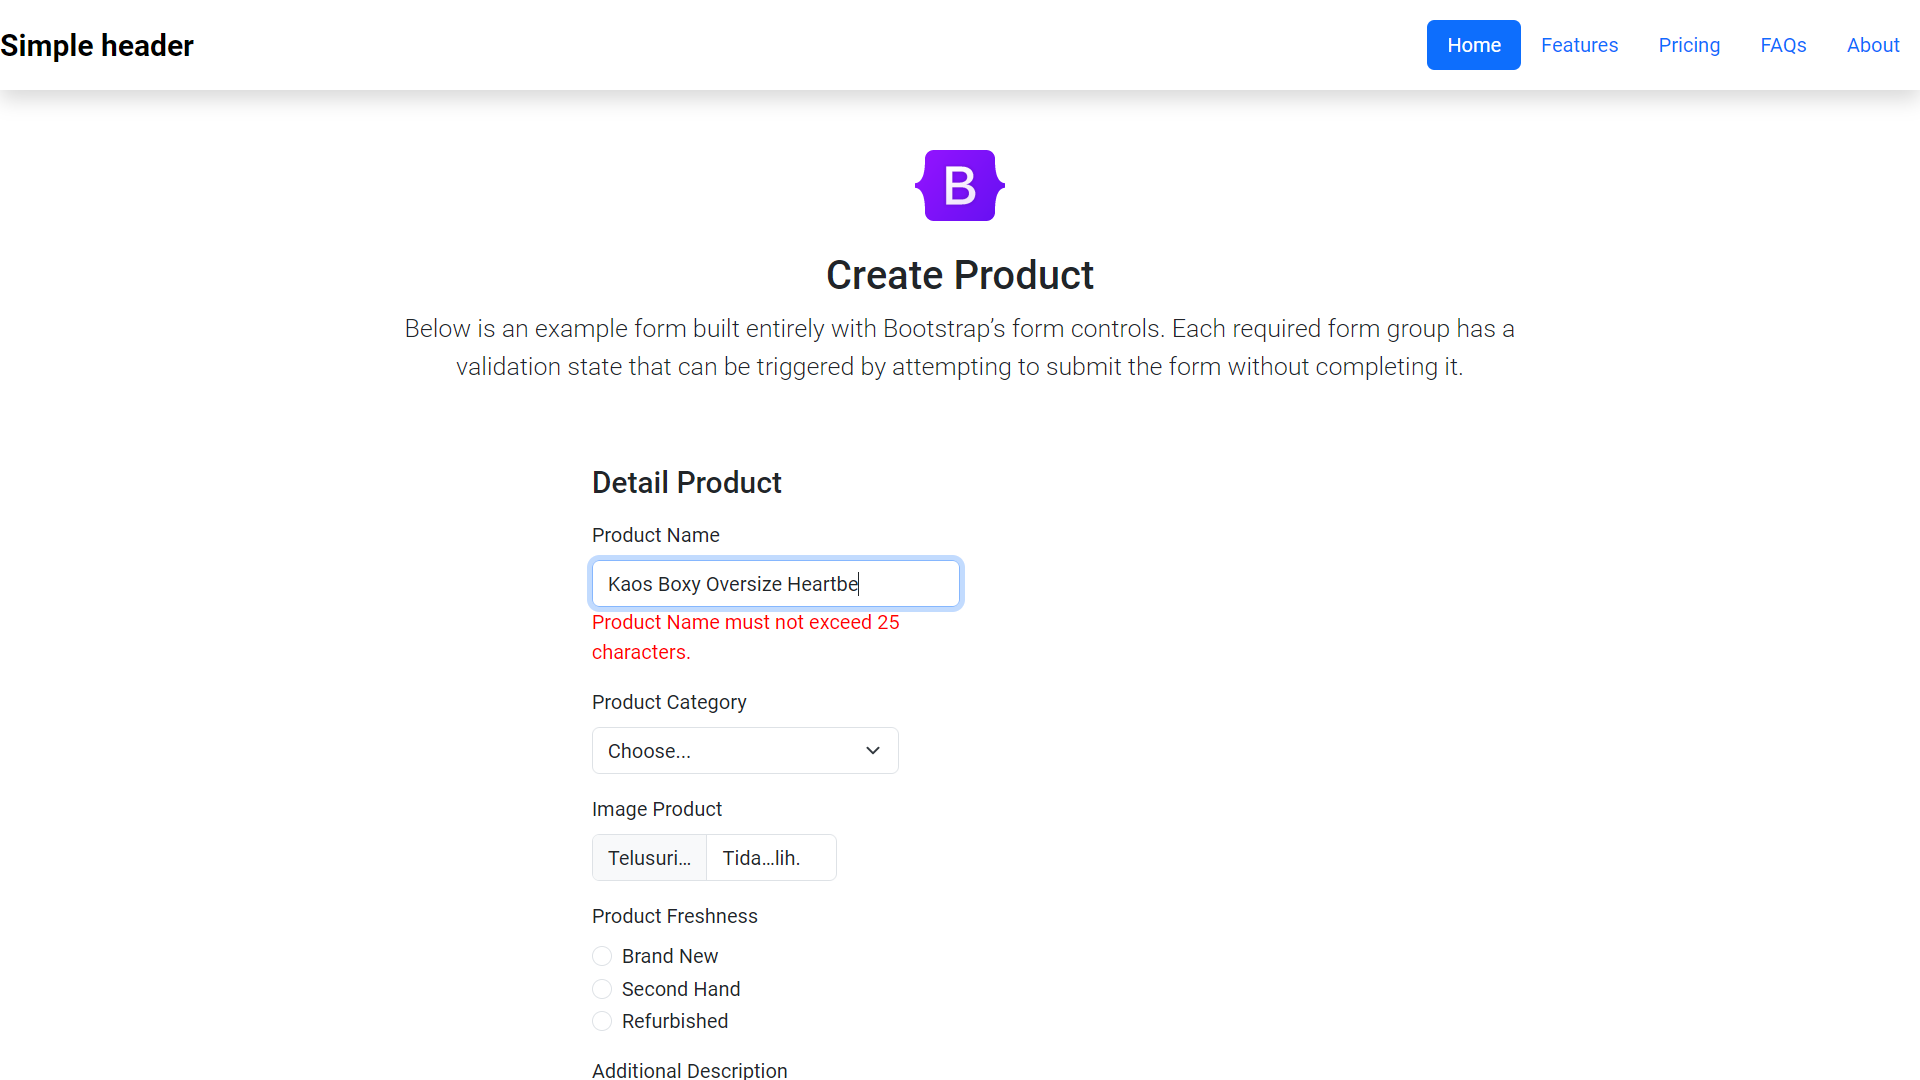 Simple header
Home
Features
Pricing
FAQs
About
B
Create Product
Below is an example form built entirely with Bootstrap’s form controls. Each required form group has a
validation state that can be triggered by attempting to submit the form without completing it.
Detail Product
Product Name
Kaos Boxy Oversize Heartbe
Product Name must not exceed 25
characters.
Product Category
Choose...
Image Product
Telusuri...
Tida...lih.
Product Freshness
Brand New
Second Hand
Refurbished
Additional Description